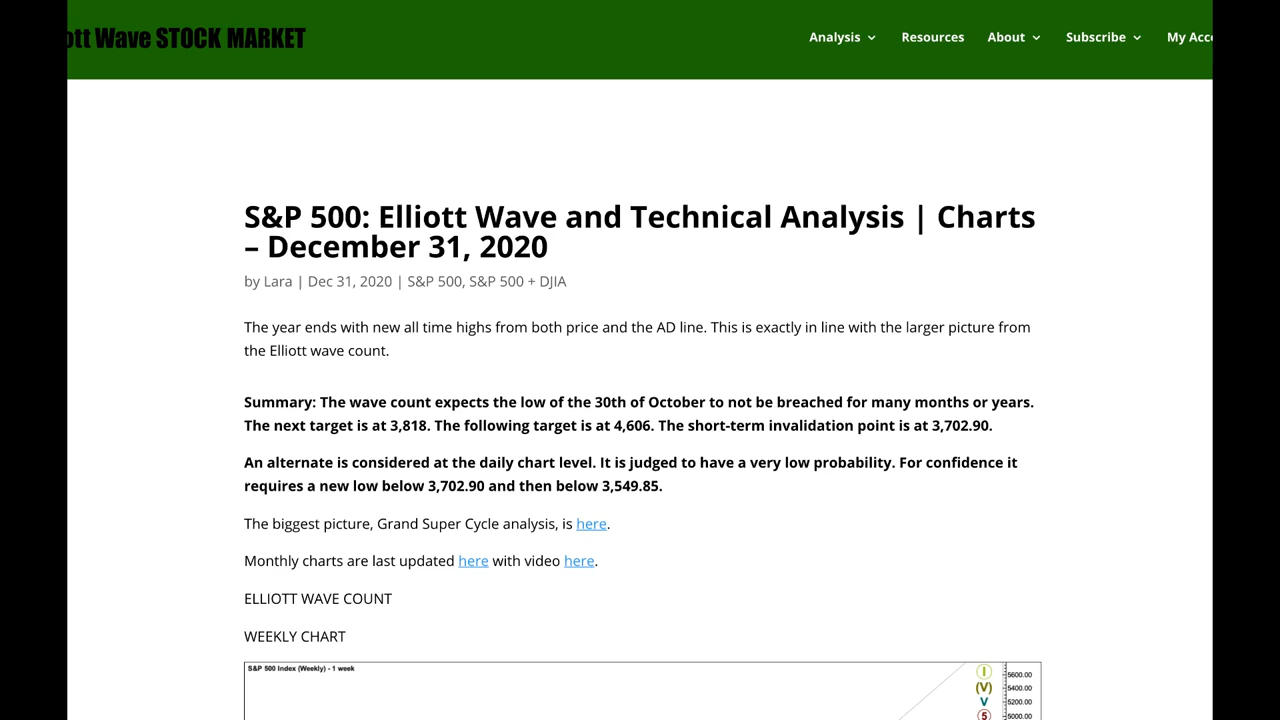 ott Wave STOCK MARKET
Analysis Resources About Subscribe My Acc
S&P 500: Elliott Wave and Technical Analysis | Charts
– December 31, 2020
by Lara | Dec 31, 2020 | S&P 500, S&P 500 + DJIA
The year ends with new all time highs from both price and the AD line. This is exactly in line with the larger picture from
the Elliott wave count.
Summary: The wave count expects the low of the 30th of October to not be breached for many months or years.
The next target is at 3,818. The following target is at 4,606. The short-term invalidation point is at 3,702.90.
An alternate is considered at the daily chart level. It is judged to have a very low probability. For confidence it
requires a new low below 3,702.90 and then below 3,549.85.
The biggest picture, Grand Super Cycle analysis, is here.
Monthly charts are last updated here with video here.
ELLIOTT WAVE COUNT
WEEKLY CHART
S&P 500 Index (Weekly) - 1 week
I 5600.00
(V) 5400.00
V 5200.00
5 5000.00